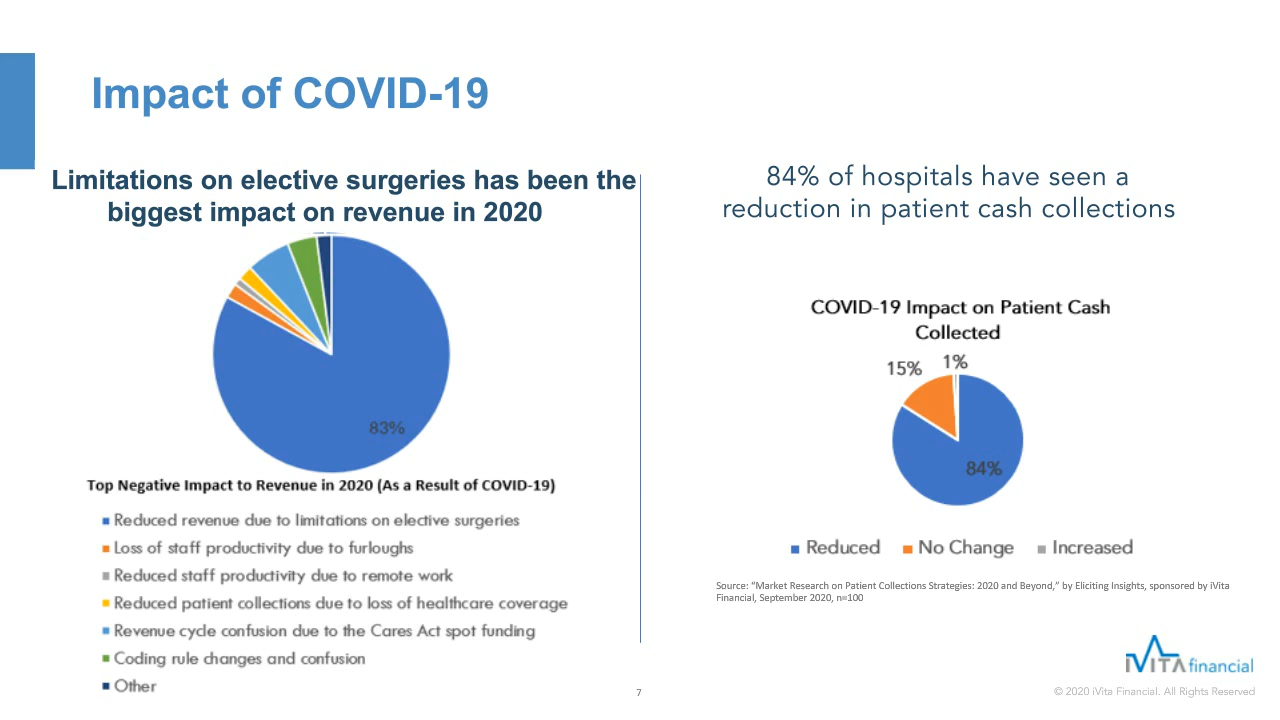 Impact of COVID-19
Limitations on elective surgeries has been the
biggest impact on revenue in 2020
83%
Top Negative Impact to Revenue in 2020 (As a Result of COVID-19)
Reduced revenue due to limitations on elective surgeries
Loss of staff productivity due to furloughs
Reduced staff productivity due to remote work
Reduced patient collections due to loss of healthcare coverage
Revenue cycle confusion due to the Cares Act spot funding
Coding rule changes and confusion
Other
84% of hospitals have seen a
reduction in patient cash collections
COVID-19 Impact on Patient Cash
Collected
15%
1%
84%
Reduced
No Change
Increased
Source: “Market Research on Patient Collections Strategies: 2020 and Beyond,” by Eliciting Insights, sponsored by iVita
Financial, September 2020, n=100
iVITA financial
7
© 2020 iVita Financial. All Rights Reserved